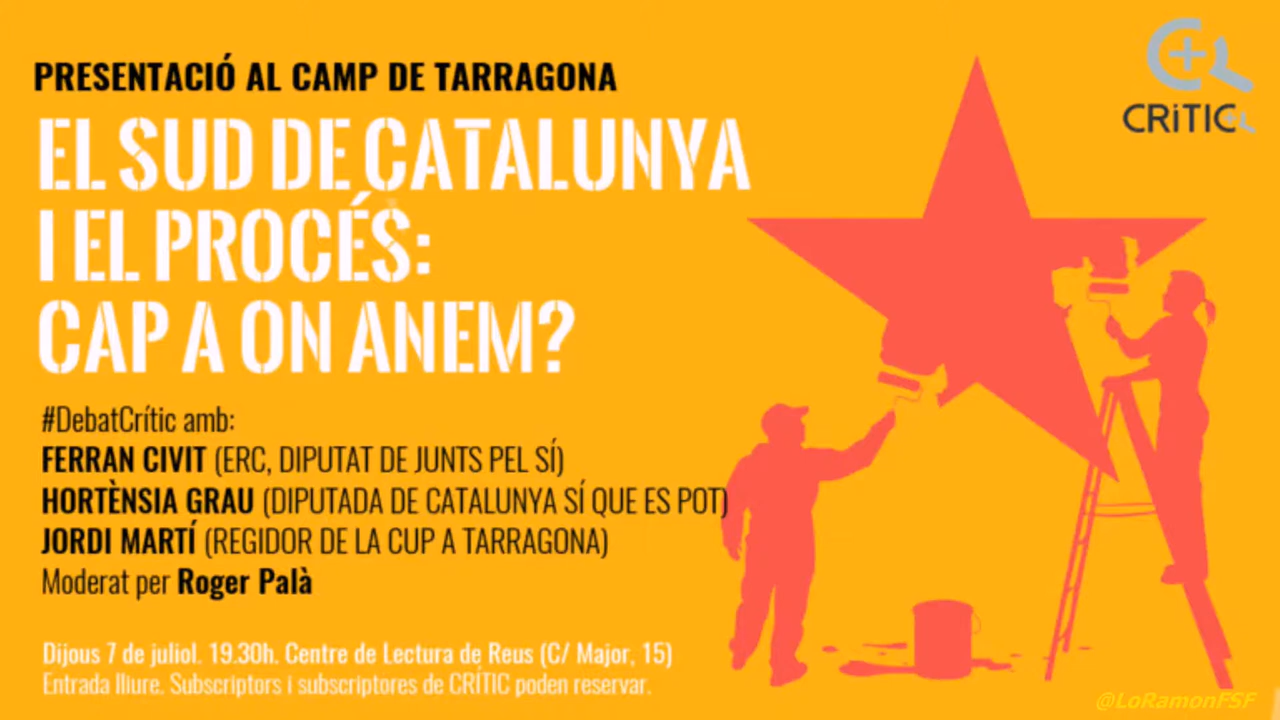 PRESENTACIÓ AL CAMP DE TARRAGONA
EL SUD DE CATALUNYA
I EL PROCÉS:
CAP A ON ANEM?
#DebatCrític amb:
FERRAN CIVIT (ERC, DIPUTAT DE JUNTS PEL SÍ)
HORTÈNSIA GRAU (DIPUTADA DE CATALUNYA SÍ QUE ES POT)
JORDI MARTÍ (REGIDOR DE LA CUP A TARRAGONA)
Moderat per Roger Palà
Dijous 7 de juliol. 19.30h. Centre de Lectura de Reus (C/ Major, 15)
Entrada lliure. Subscriptors i subscriptores de CRÍTIC poden reservar.
CRÍTIC
@LoRamonFSF